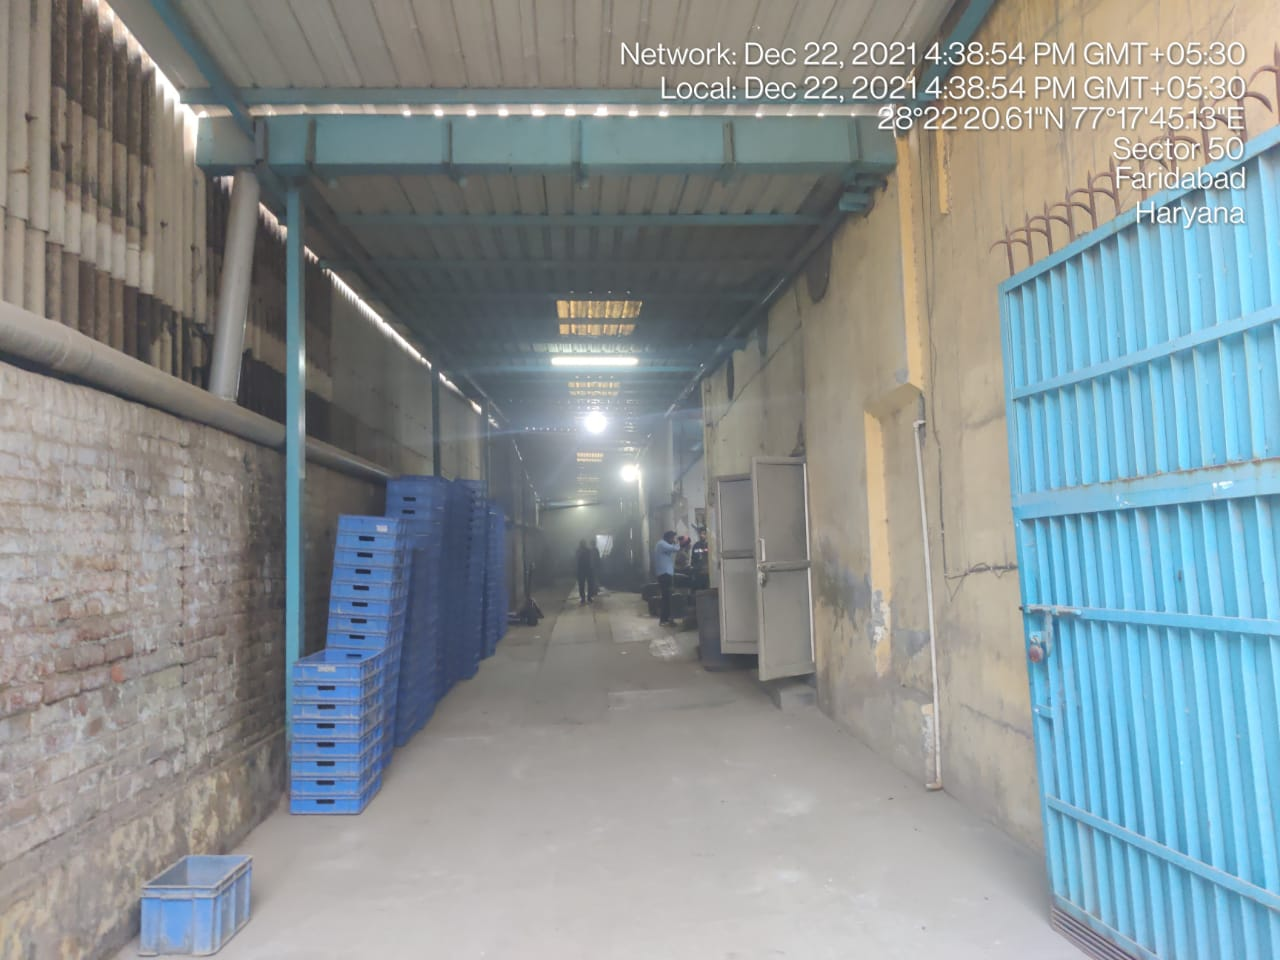 Network: Dec 22, 2021 4:38:54 PM GMT+05:30
Local: Dec 22, 2021 4:38:54 PM GMT+05:30
28°22'20.61"N 77°17'45.13"E
Sector 50
Faridabad
Haryana